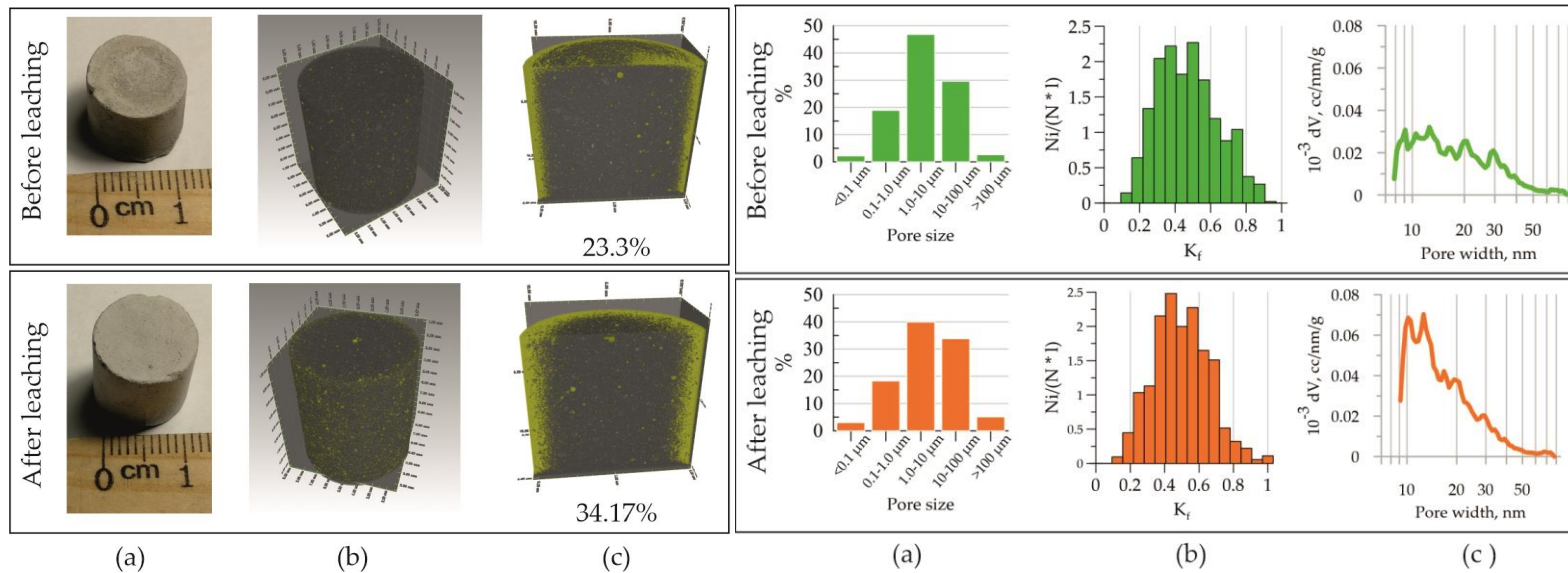 Before leaching
0 cm 1
23.3%
After leaching
0 cm 1
34.17%
(a)
(b)
(c)
Before leaching
%
50
40
30
20
10
0
<0.1 µm
0.1-1.0 µm
1.0-10 µm
10-100 µm
>100 µm
Pore size
Ni/(N * l)
2.5
2
1.5
1
0.5
0
0 0.2 0.4 0.6 0.8 1
K_f
10⁻³ dV, cc/nm/g
0.08
0.06
0.04
0.02
0
10 20 30 50
Pore width, nm
After leaching
%
50
40
30
20
10
0
<0.1 µm
0.1-1.0 µm
1.0-10 µm
10-100 µm
>100 µm
Pore size
Ni/(N * l)
2.5
2
1.5
1
0.5
0
0 0.2 0.4 0.6 0.8 1
K_f
10⁻³ dV, cc/nm/g
0.08
0.06
0.04
0.02
0
10 20 30 50
Pore width, nm
(a)
(b)
(c )